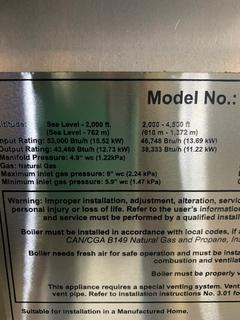 Model No.:
Altitude: Sea Level - 2,000 ft. 2,000 - 4,500 ft
(Sea Level - 762 m) (610 m - 1,372 m)
Input Rating: 53,000 Btu/h (15.52 kW) 46,748 Btu/h (13.69 kW)
Output Rating: 43,460 Btu/h (12.73 kW) 38,333 Btu/h (11.22 kW)
Manifold Pressure: 4.9" wc (1.22kPa)
Gas: Natural Gas
Maximum inlet gas pressure: 9" wc (2.24 kPa)
Minimum inlet gas pressure: 5.9" wc (1.47 kPa)
Warning: Improper installation, adjustment, alteration, service
personal injury or loss of life. Refer to the user's information
and service must be performed by a qualified install
Boiler must be installed in accordance with local codes, if a
CAN/CGA B149 Natural Gas and Propane, Ins
Boiler needs fresh air for safe operation and must be insta
combustion and ventilat
Boiler must be properly v
This appliance requires a special venting system. Vent
vent pipe. Refer to installation instructions No. 3.01 fo
Suitable for installation in a Manufactured Home.